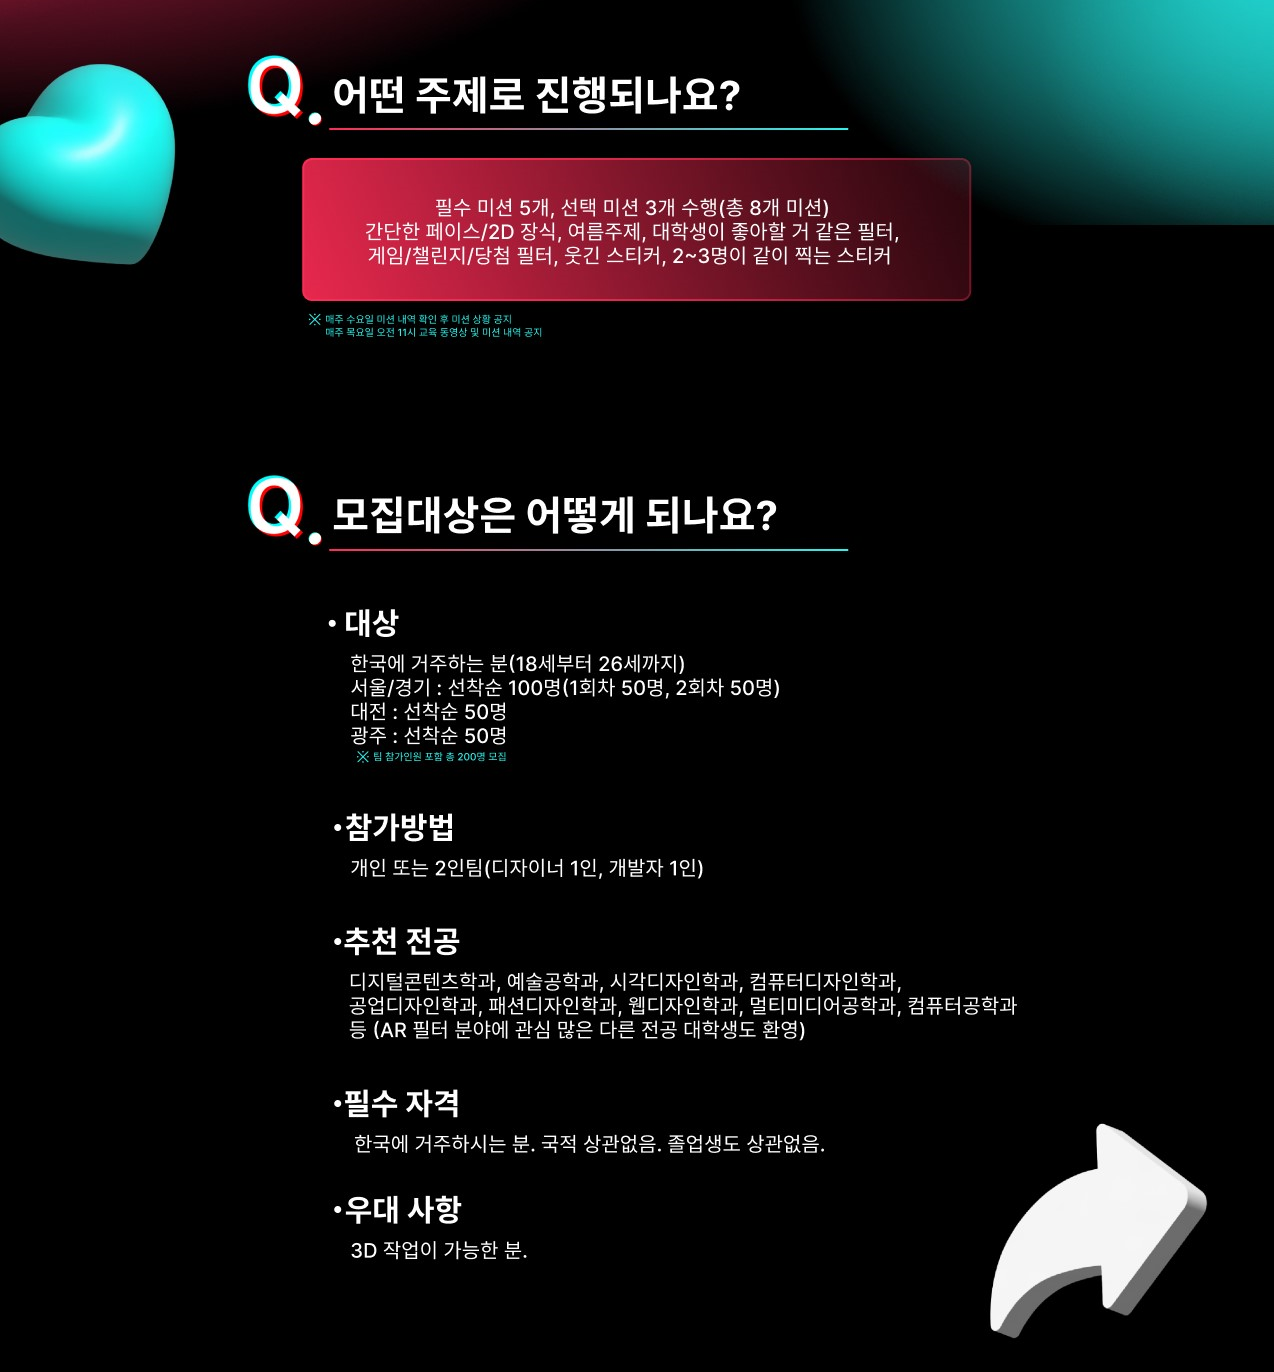 Q. 어떤 주제로 진행되나요?
필수 미션 5개, 선택 미션 3개 수행(총 8개 미션)
간단한 페이스/2D 장식, 여름주제, 대학생이 좋아할 거 같은 필터,
게임/챌린지/당첨 필터, 웃긴 스티커, 2~3명이 같이 찍는 스티커
※ 매주 수요일 미션 내역 확인 후 미션 상황 공지
매주 목요일 오전 11시 교육 동영상 및 미션 내역 공지
Q. 모집대상은 어떻게 되나요?
• 대상
한국에 거주하는 분(18세부터 26세까지)
서울/경기 : 선착순 100명(1회차 50명, 2회차 50명)
대전 : 선착순 50명
광주 : 선착순 50명
※ 팀 참가인원 포함 총 200명 모집
•참가방법
개인 또는 2인팀(디자이너 1인, 개발자 1인)
•추천 전공
디지털콘텐츠학과, 예술공학과, 시각디자인학과, 컴퓨터디자인학과,
공업디자인학과, 패션디자인학과, 웹디자인학과, 멀티미디어공학과, 컴퓨터공학과
등 (AR 필터 분야에 관심 많은 다른 전공 대학생도 환영)
•필수 자격
한국에 거주하시는 분. 국적 상관없음. 졸업생도 상관없음.
•우대 사항
3D 작업이 가능한 분.